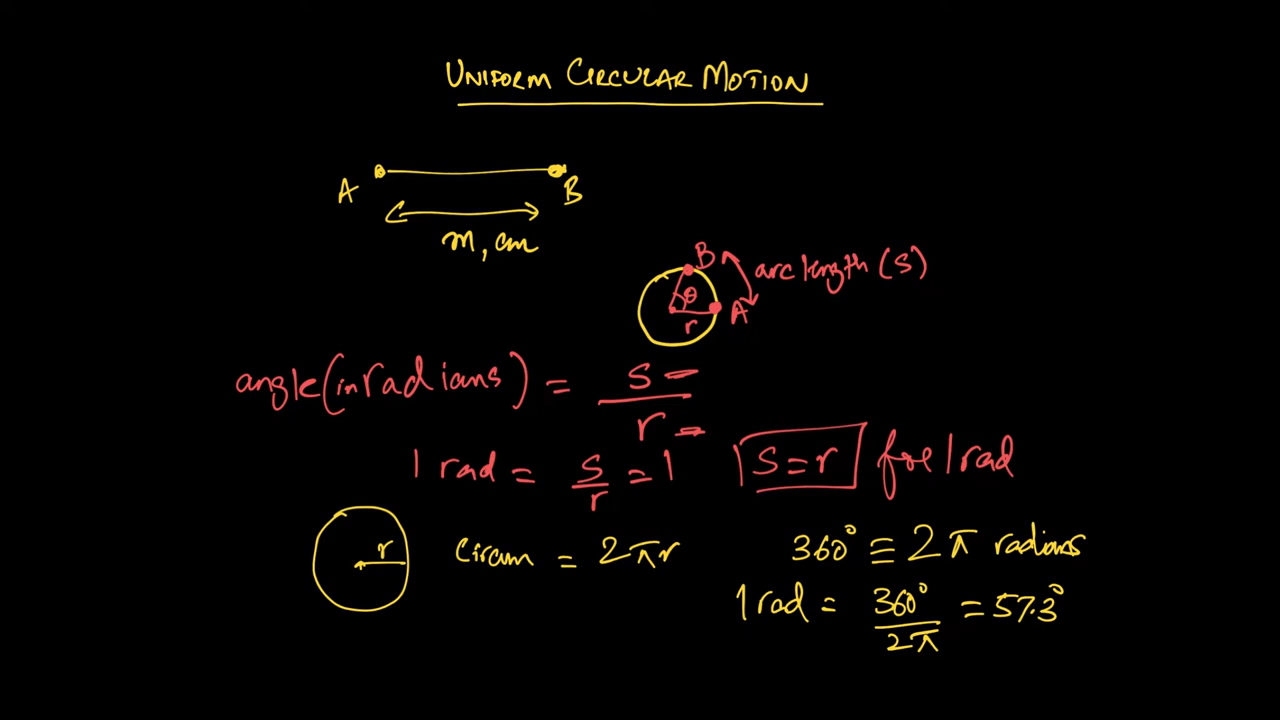 UNIFORM CIRCULAR MOTION
A B
m, cm
B arc length (s)
θ
r A
angle (in radians) = s/r
1 rad = s/r = 1 s = r for 1 rad
r circum = 2πr 360° ≡ 2π radians
1 rad = 360°/2π = 57.3°